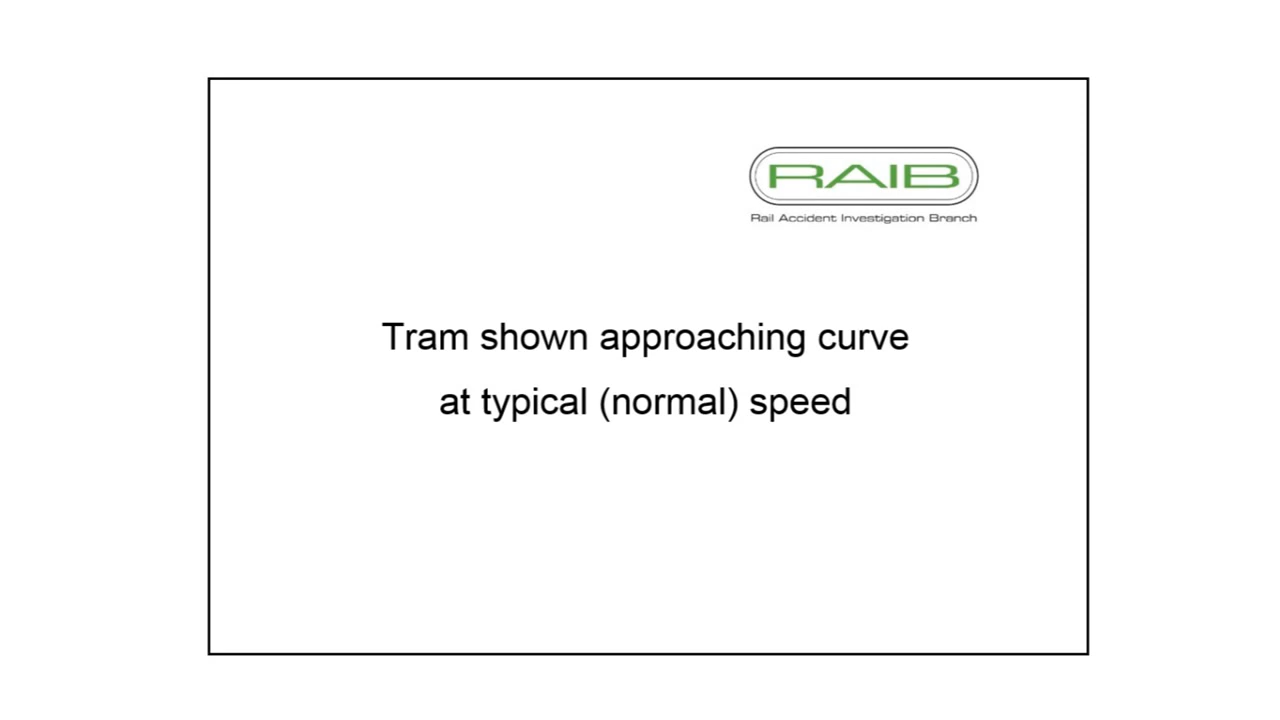 RAIB
Rail Accident Investigation Branch
Tram shown approaching curve
at typical (normal) speed